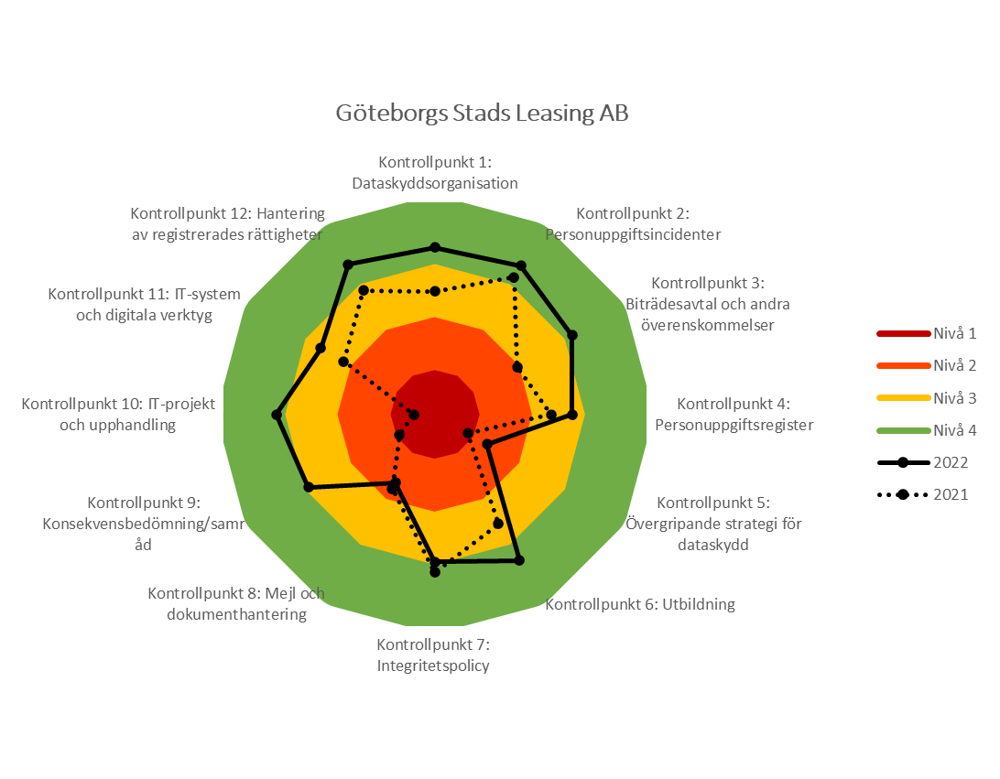 Göteborgs Stads Leasing AB
Kontrollpunkt 1:
Dataskyddsorganisation
Kontrollpunkt 2:
Personuppgiftsincidenter
Kontrollpunkt 3:
Biträdesavtal och andra
överenskommelser
Kontrollpunkt 4:
Personuppgiftsregister
Kontrollpunkt 5:
Övergripande strategi för
dataskydd
Kontrollpunkt 6: Utbildning
Kontrollpunkt 7:
Integritetspolicy
Kontrollpunkt 8: Mejl och
dokumenthantering
Kontrollpunkt 9:
Konsekvensbedömning/samr
åd
Kontrollpunkt 10: IT-projekt
och upphandling
Kontrollpunkt 11: IT-system
och digitala verktyg
Kontrollpunkt 12: Hantering
av registrerades rättigheter
Nivå 1
Nivå 2
Nivå 3
Nivå 4
2022
2021